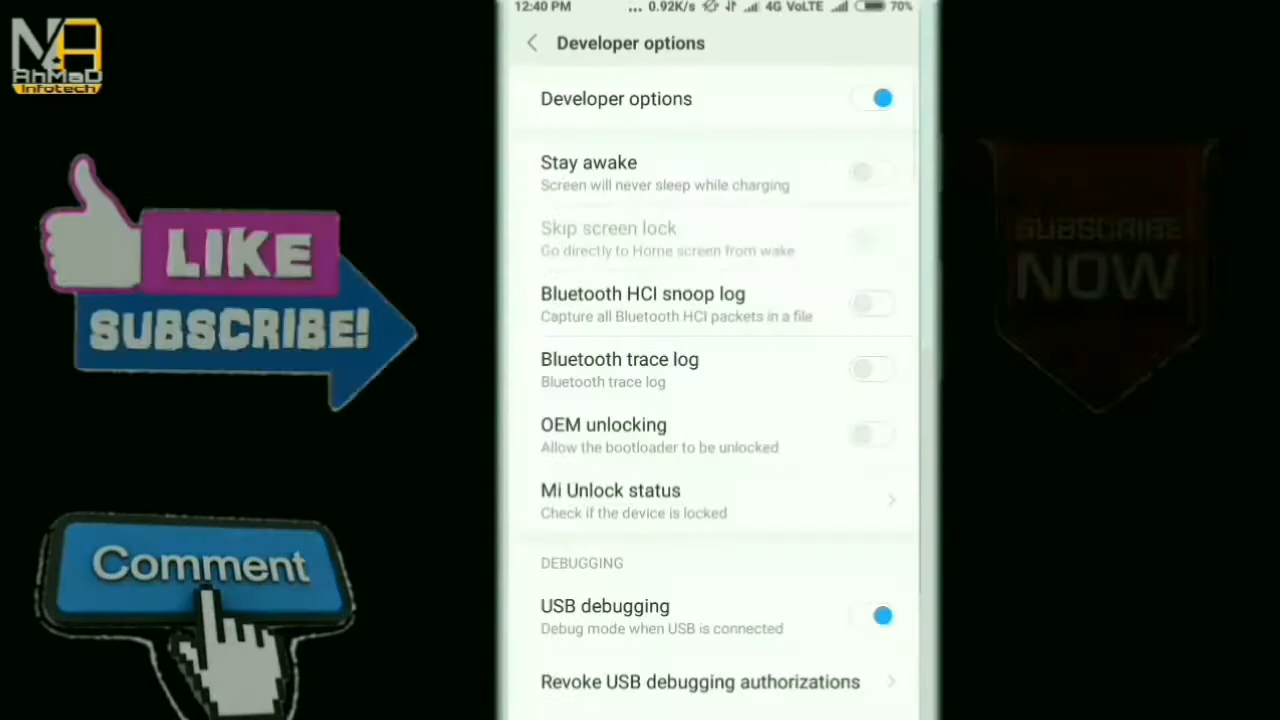 AhMaD
Infotech
LIKE
SUBSCRIBE!
Comment
12:40 PM
... 0.92K/s 4G VoLTE 70%
Developer options
Developer options
Stay awake
Screen will never sleep while charging
Skip screen lock
Go directly to Home screen from wake
Bluetooth HCI snoop log
Capture all Bluetooth HCI packets in a file
Bluetooth trace log
Bluetooth trace log
OEM unlocking
Allow the bootloader to be unlocked
Mi Unlock status
Check if the device is locked
DEBUGGING
USB debugging
Debug mode when USB is connected
Revoke USB debugging authorizations
SUBSCRIBE
NOW